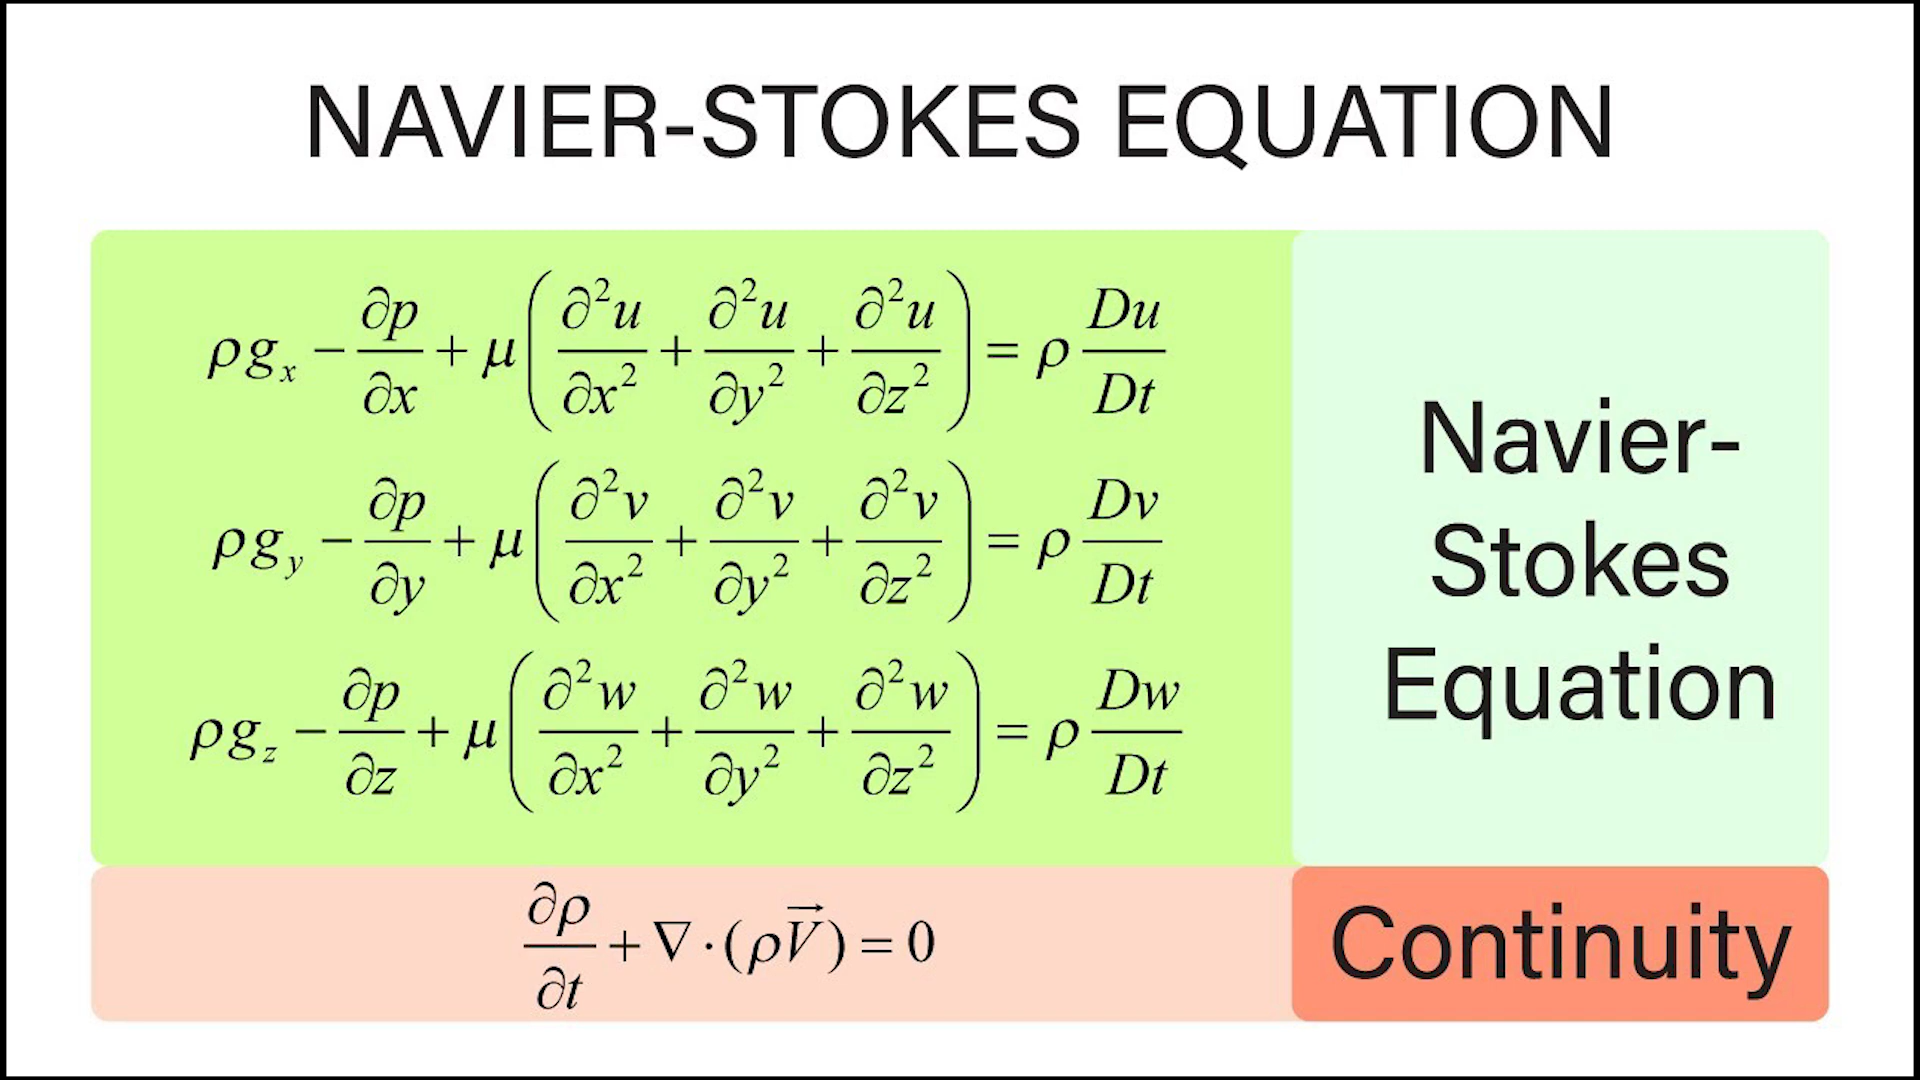 NAVIER-STOKES EQUATION
ρgₓ − ∂p/∂x + μ(∂²u/∂x² + ∂²u/∂y² + ∂²u/∂z²) = ρ Du/Dt
ρg_y − ∂p/∂y + μ(∂²v/∂x² + ∂²v/∂y² + ∂²v/∂z²) = ρ Dv/Dt
ρg_z − ∂p/∂z + μ(∂²w/∂x² + ∂²w/∂y² + ∂²w/∂z²) = ρ Dw/Dt
Navier-
Stokes
Equation
∂ρ/∂t + ∇·(ρV⃗) = 0
Continuity